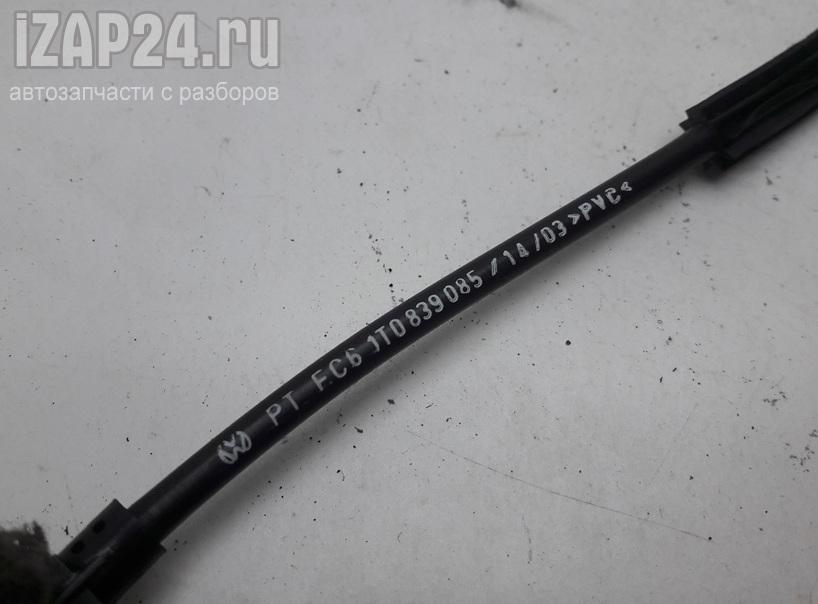 iZAP24.ru
автозапчасти с разборов
PT FC6 1T0839085 //14/03 >PVC<